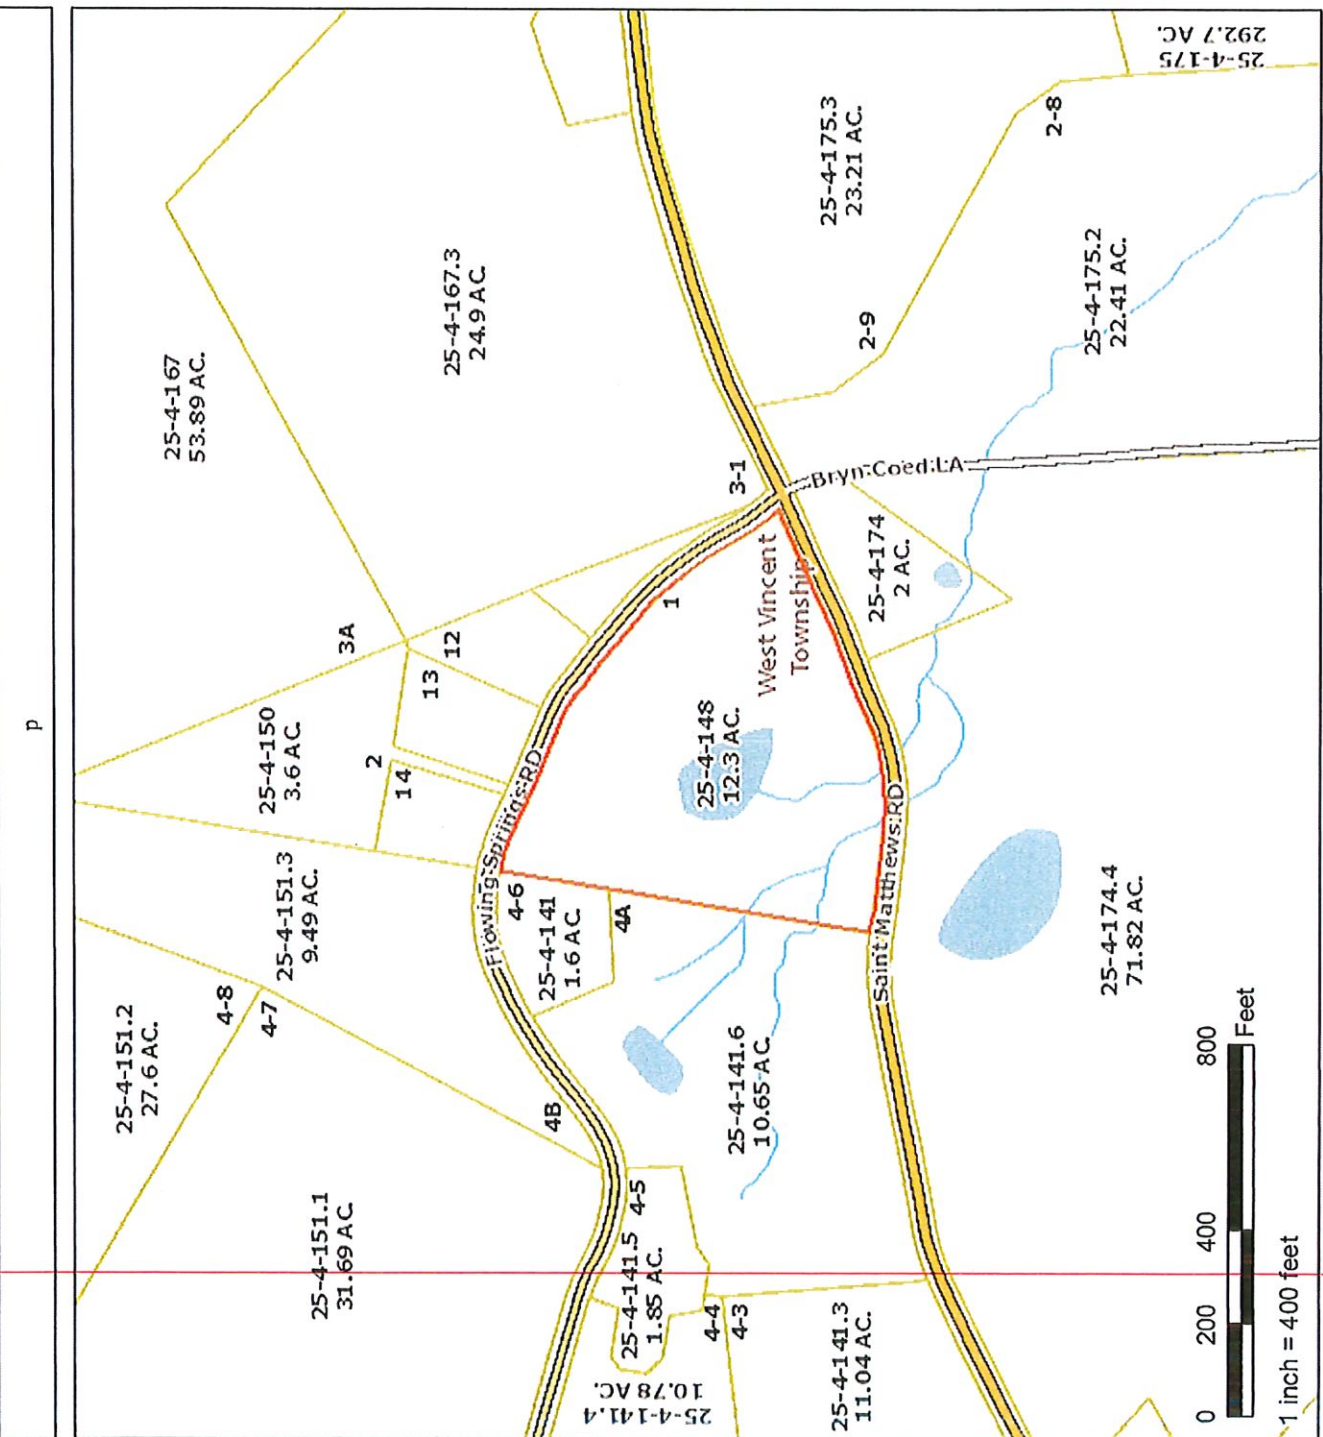 p
25-4-175
292.7 AC.
25-4-175.3
23.21 AC.
2-8
25-4-167.3
24.9 AC.
25-4-175.2
22.41 AC.
2-9
25-4-167
53.89 AC.
3-1
Bryn Coed LA
25-4-174
2 AC.
West Vincent
Township
1
3A
12
13
25-4-150
3.6 AC.
2
14
25-4-148
12.3 AC.
Flowing Springs RD
4-6
25-4-151.3
9.49 AC.
25-4-141
1.6 AC.
4A
Saint Matthews RD
25-4-174.4
71.82 AC.
4-8
4-7
25-4-151.2
27.6 AC.
4B
25-4-141.6
10.65 AC.
4-5
25-4-151.1
31.69 AC.
25-4-141.5
1.85 AC.
4-4
4-3
25-4-141.3
11.04 AC.
25-4-141.4
10.78 AC.
0 200 400 800
Feet
1 inch = 400 feet